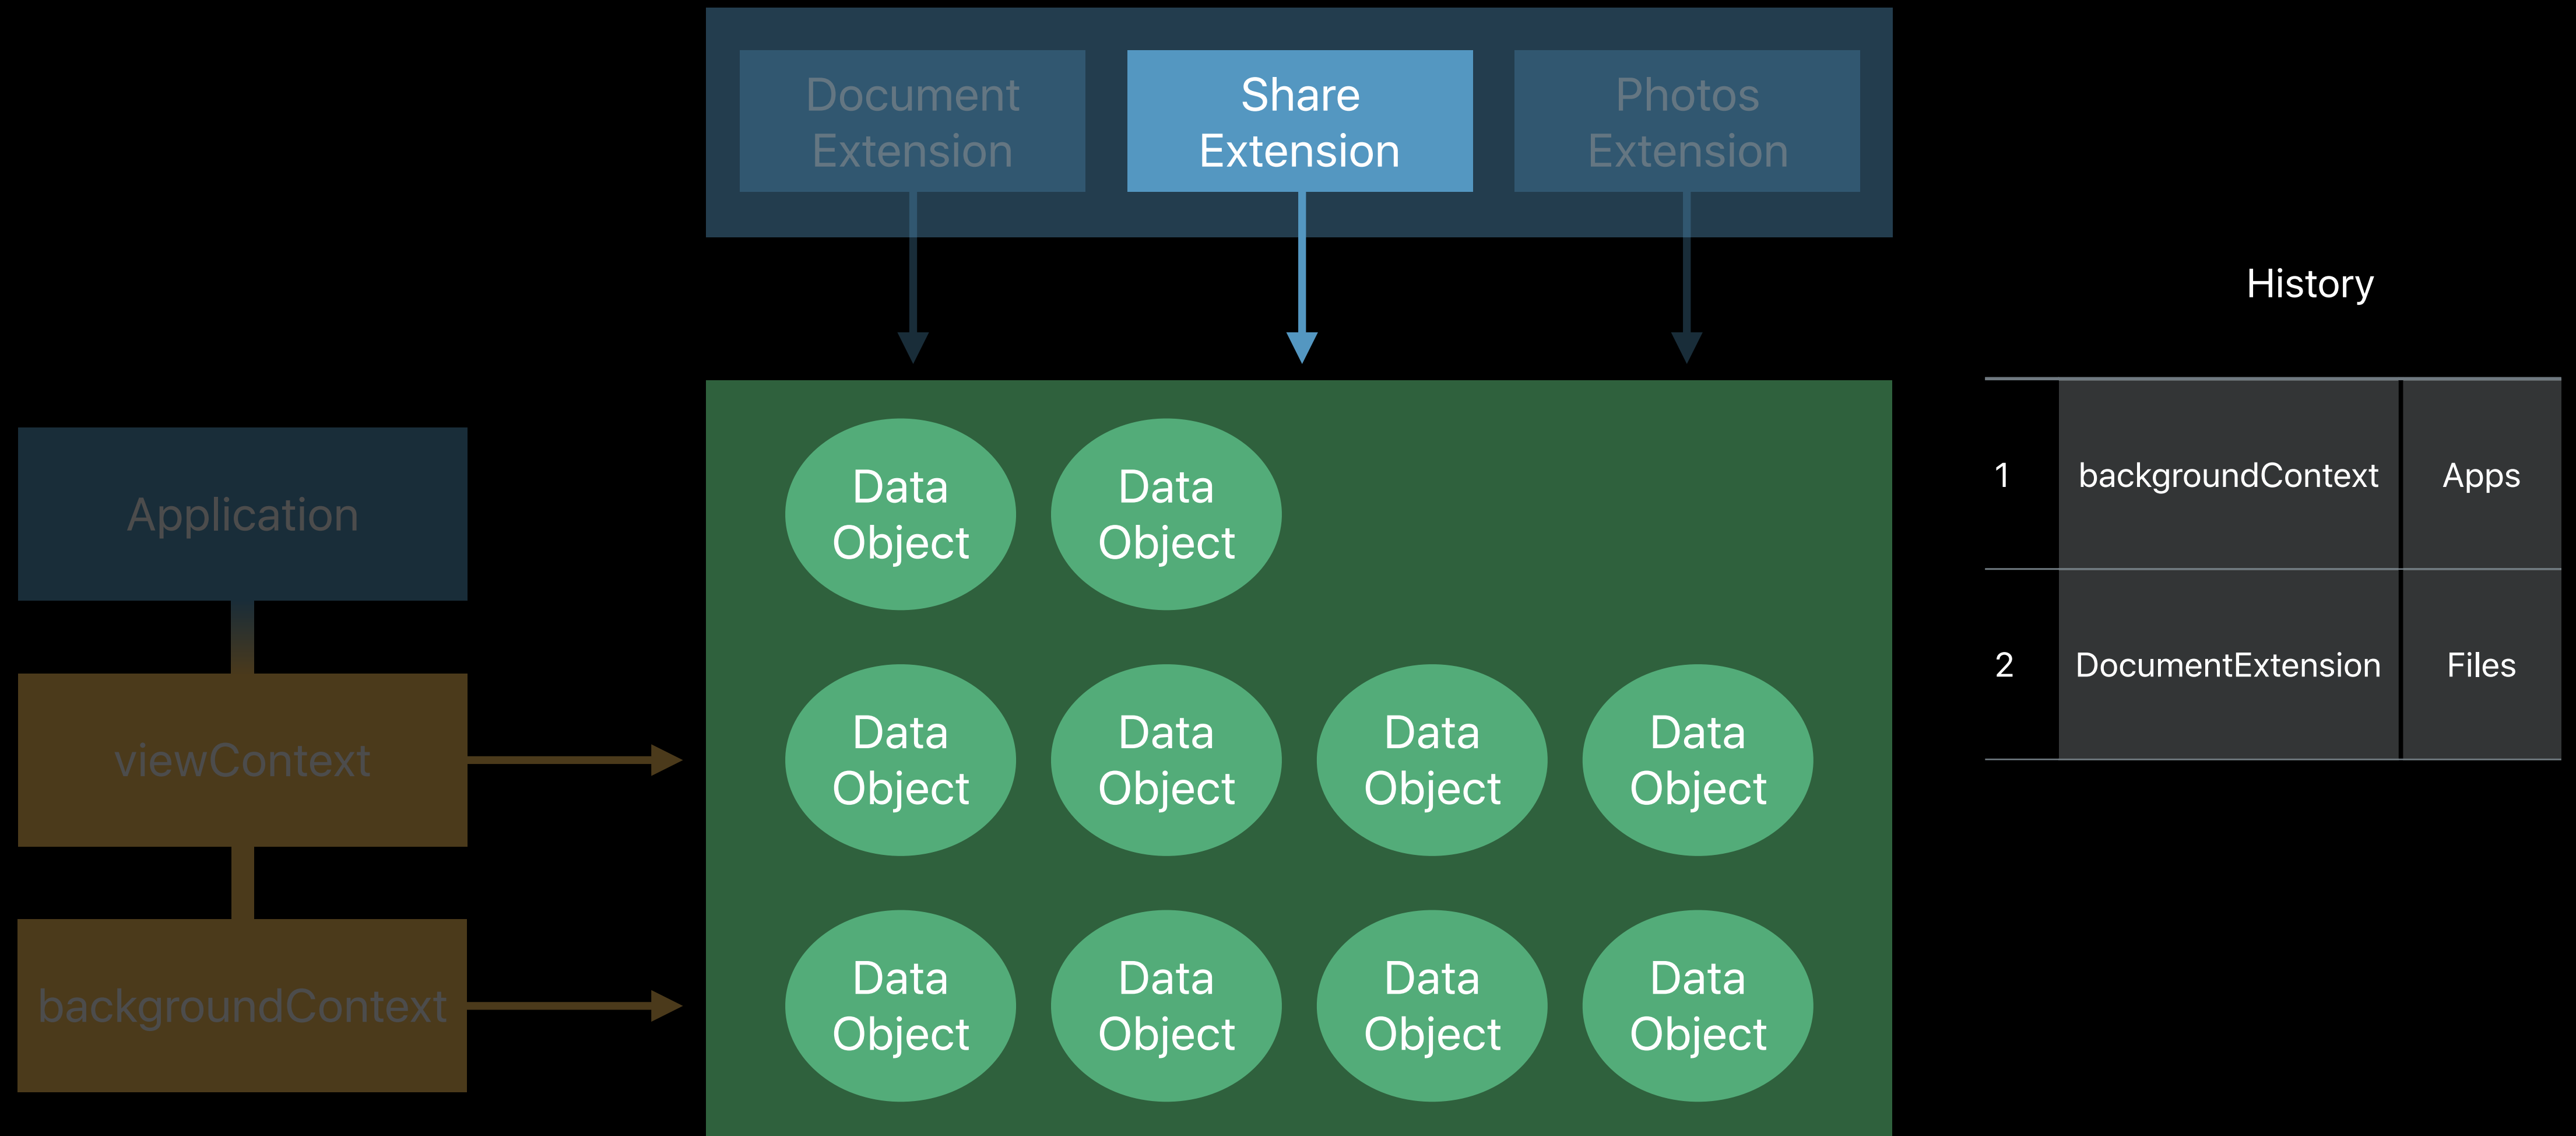 Document
Extension
Share
Extension
Photos
Extension
History
Application
viewContext
backgroundContext
Data
Object
Data
Object
Data
Object
Data
Object
Data
Object
Data
Object
Data
Object
Data
Object
Data
Object
Data
Object
1 backgroundContext Apps
2 DocumentExtension Files